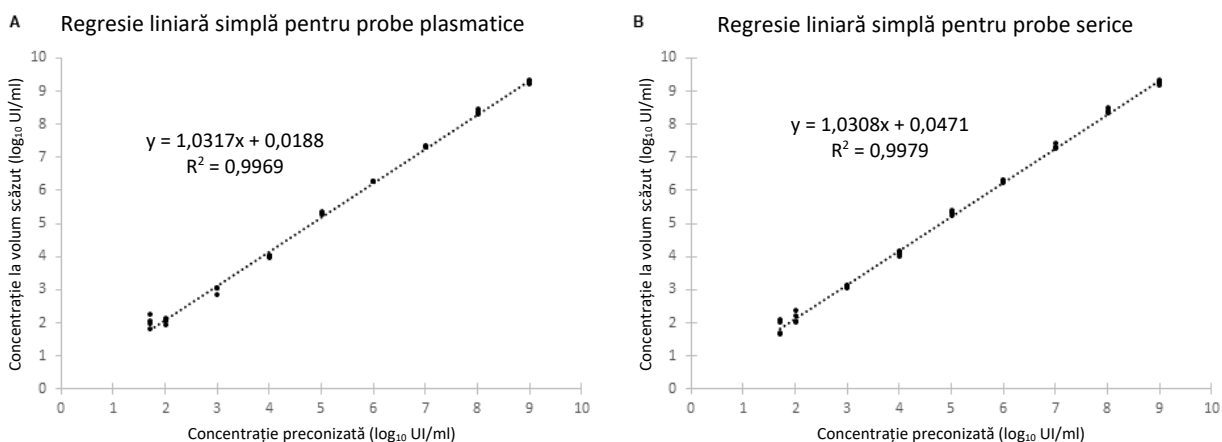 A Regresie liniară simplă pentru probe plasmatice
Concentrație la volum scăzut (log₁₀ UI/ml)
10
9
8
7
6
5
4
3
2
1
0
y = 1,0317x + 0,0188
R² = 0,9969
0 1 2 3 4 5 6 7 8 9 10
Concentrație preconizată (log₁₀ UI/ml)
B Regresie liniară simplă pentru probe serice
Concentrație la volum scăzut (log₁₀ UI/ml)
10
9
8
7
6
5
4
3
2
1
0
y = 1,0308x + 0,0471
R² = 0,9979
0 1 2 3 4 5 6 7 8 9 10
Concentrație preconizată (log₁₀ UI/ml)